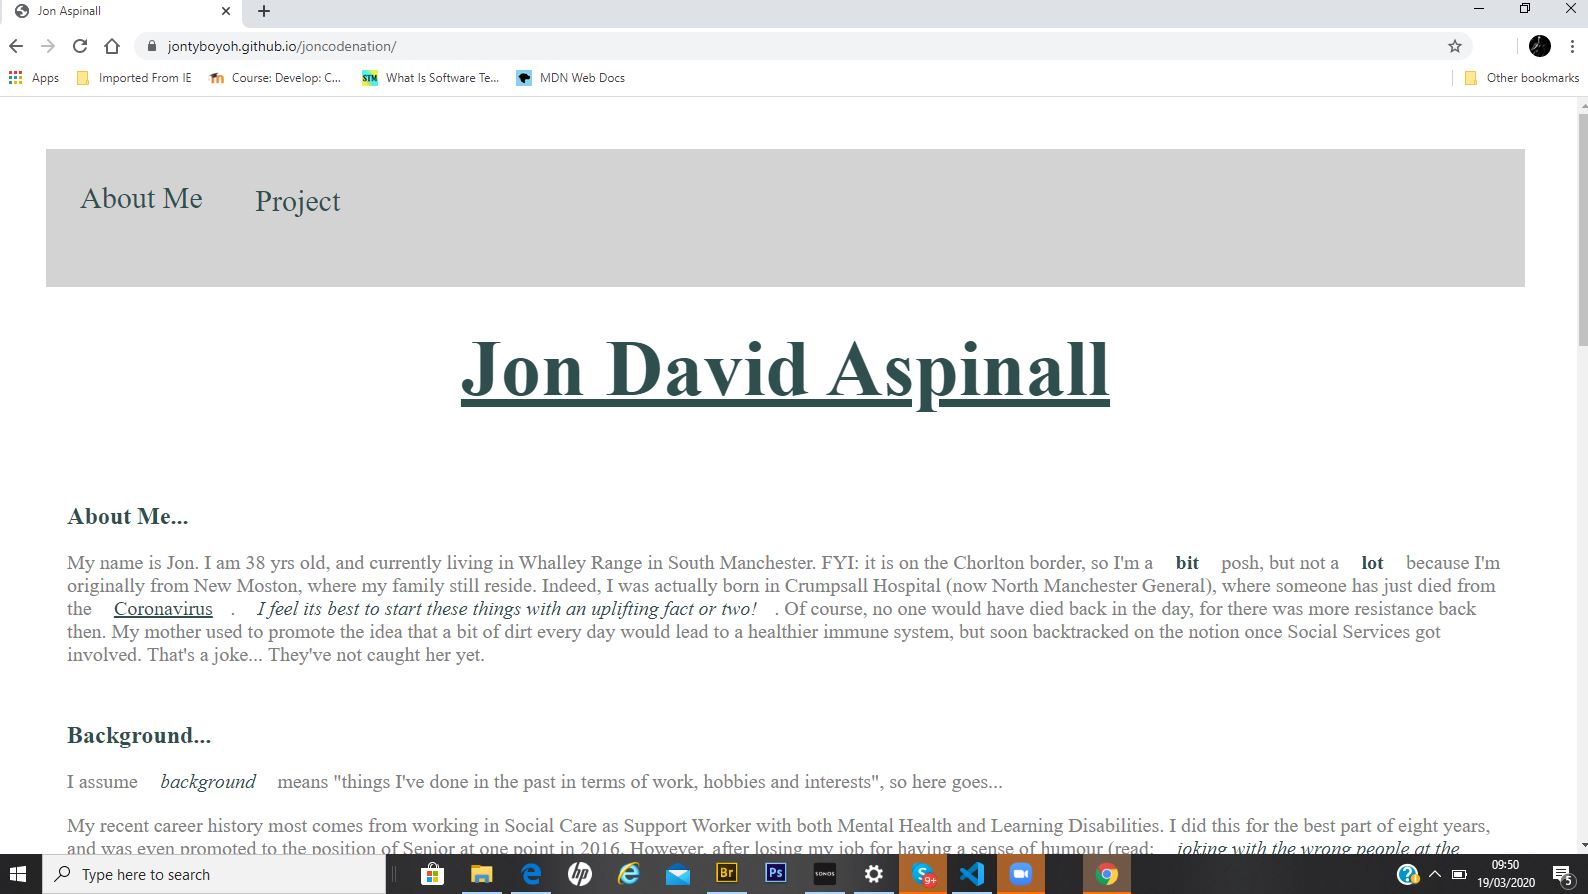 Jon Aspinall
jontyboyoh.github.io/joncodenation/
Apps Imported From IE Course: Develop: C... STM What Is Software Te... MDN Web Docs Other bookmarks
About Me Project
Jon David Aspinall
About Me...
My name is Jon. I am 38 yrs old, and currently living in Whalley Range in South Manchester. FYI: it is on the Chorlton border, so I'm a bit posh, but not a lot because I'm
originally from New Moston, where my family still reside. Indeed, I was actually born in Crumpsall Hospital (now North Manchester General), where someone has just died from
the Coronavirus . I feel its best to start these things with an uplifting fact or two! . Of course, no one would have died back in the day, for there was more resistance back
then. My mother used to promote the idea that a bit of dirt every day would lead to a healthier immune system, but soon backtracked on the notion once Social Services got
involved. That's a joke... They've not caught her yet.
Background...
I assume background means "things I've done in the past in terms of work, hobbies and interests", so here goes...
My recent career history most comes from working in Social Care as Support Worker with both Mental Health and Learning Disabilities. I did this for the best part of eight years,
and was even promoted to the position of Senior at one point in 2016. However, after losing my job for having a sense of humour (read: joking with the wrong people at the
Type here to search hp Br Ps SONOS S 9+ 09:50
19/03/2020 5